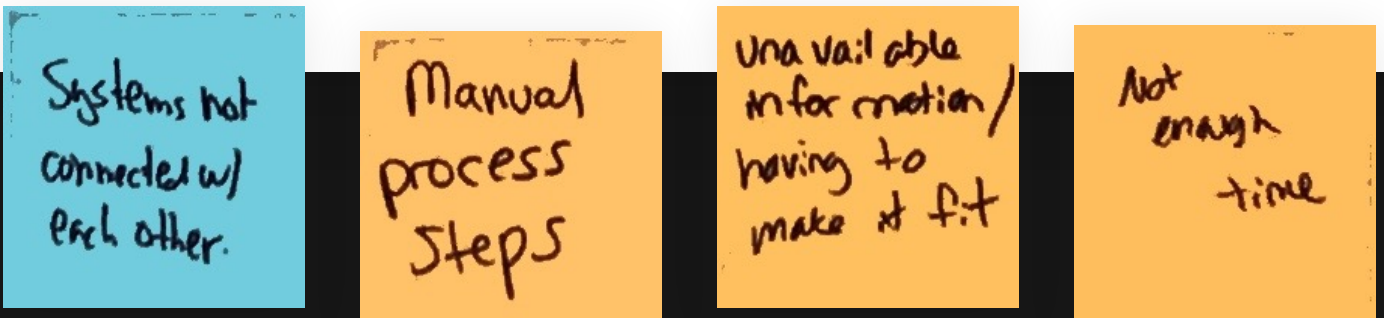 Systems not
connected w/
each other.
Manual
process
steps
Unavailable
information/
having to
make it fit
Not
enough
time